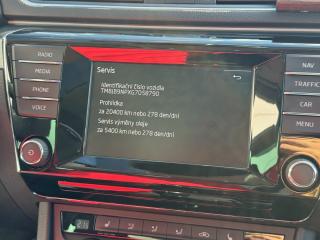 RADIO
MEDIA
PHONE
VOICE
Servis
Identifikační číslo vozidla
Prohlídka
za 20400 km nebo 278 den/dní
Servis výměny oleje
za 5400 km nebo 278 den/dní
NAV
TRAFFIC
CAR
MENU